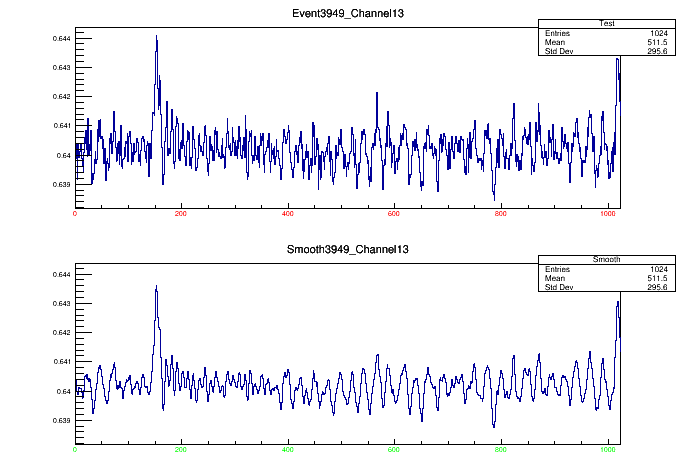 Event3949_Channel13
Test
Entries 1024
Mean 511.5
Std Dev 295.6
0.644
0.643
0.642
0.641
0.64
0.639
0 200 400 600 800 1000
Smooth3949_Channel13
Smooth
Entries 1024
Mean 511.5
Std Dev 295.6
0.644
0.643
0.642
0.641
0.64
0.639
0 200 400 600 800 1000